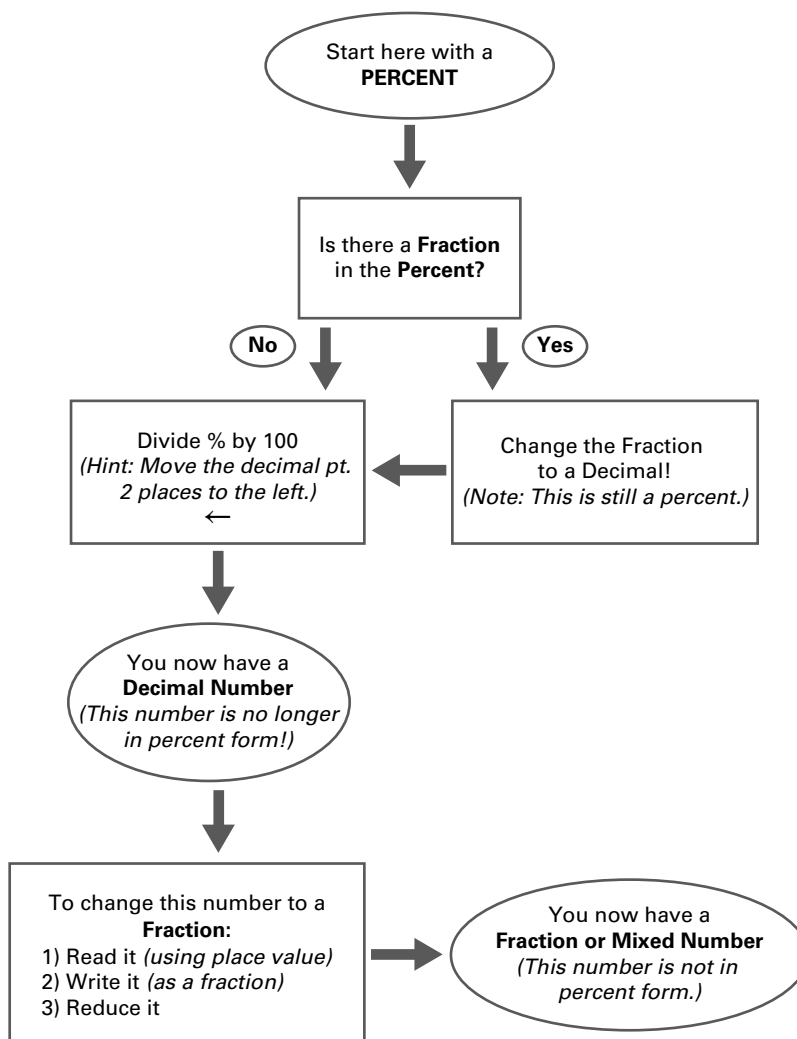 Start here with a
PERCENT
Is there a Fraction
in the Percent?
No
Yes
Divide % by 100
(Hint: Move the decimal pt.
2 places to the left.)
←
Change the Fraction
to a Decimal!
(Note: This is still a percent.)
You now have a
Decimal Number
(This number is no longer
in percent form!)
To change this number to a
Fraction:
1) Read it (using place value)
2) Write it (as a fraction)
3) Reduce it
You now have a
Fraction or Mixed Number
(This number is not in
percent form.)